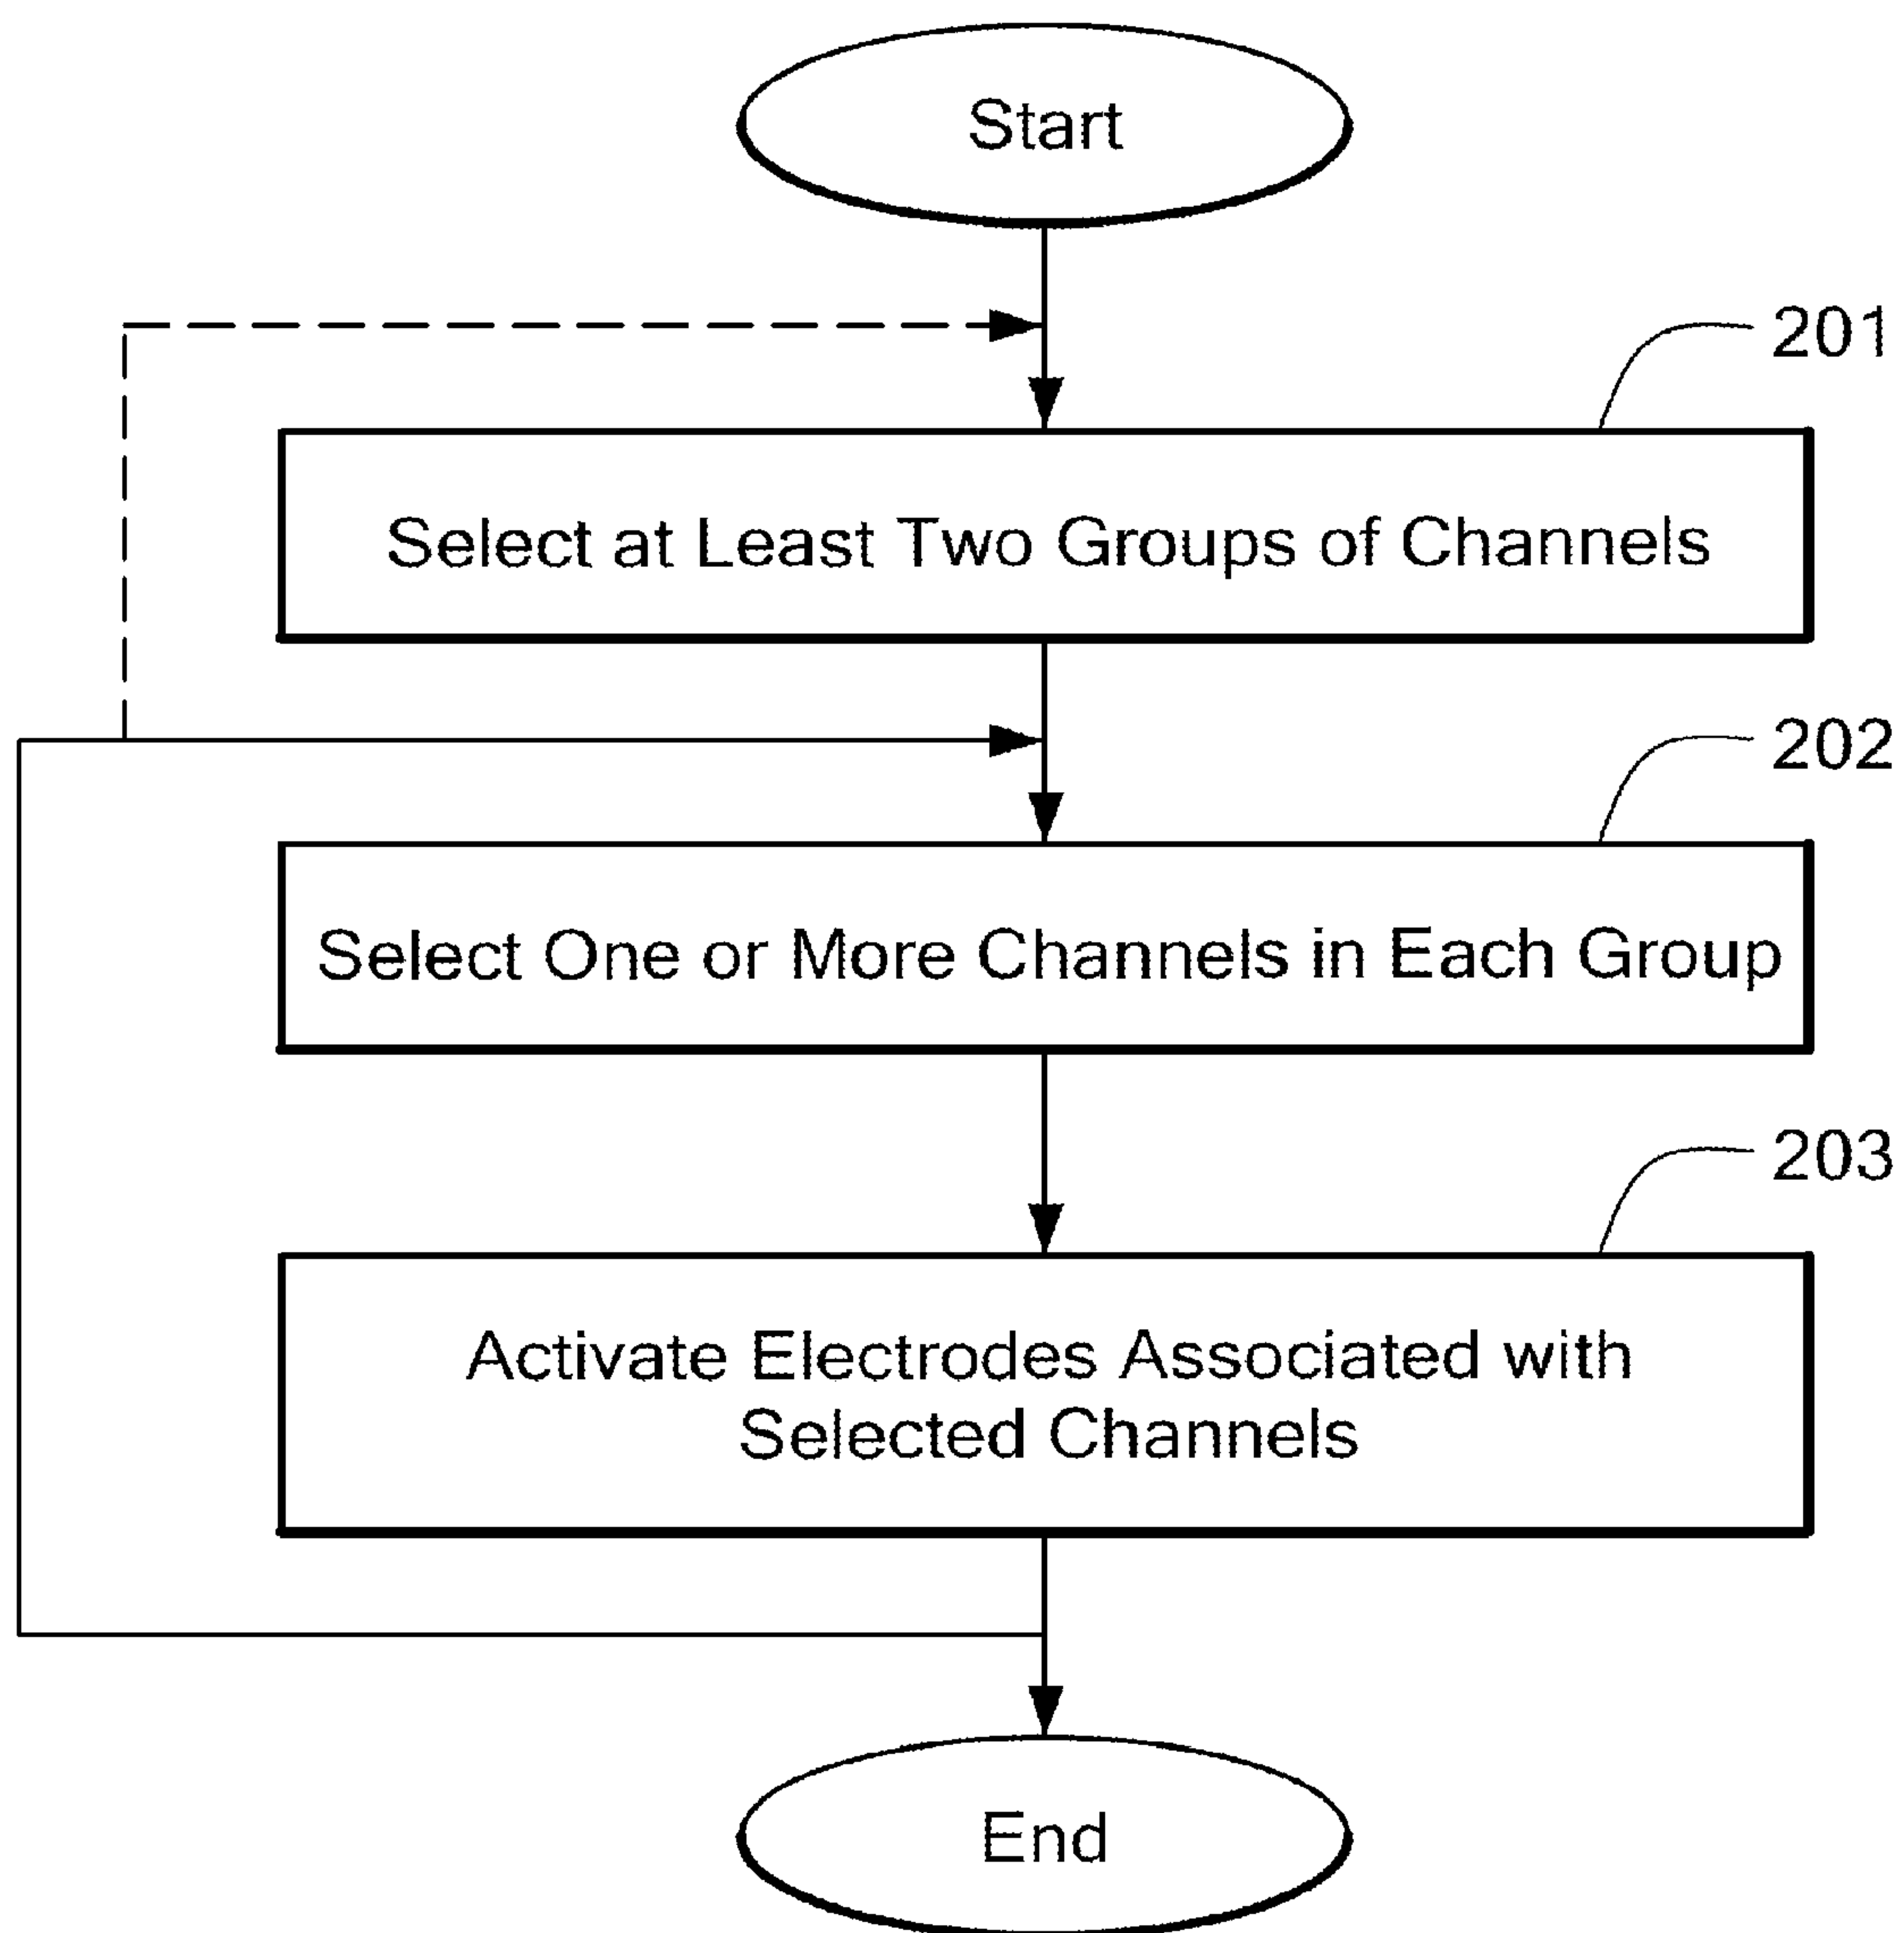 Start
201
Select at Least Two Groups of Channels
202
Select One or More Channels in Each Group
203
Activate Electrodes Associated with
Selected Channels
End